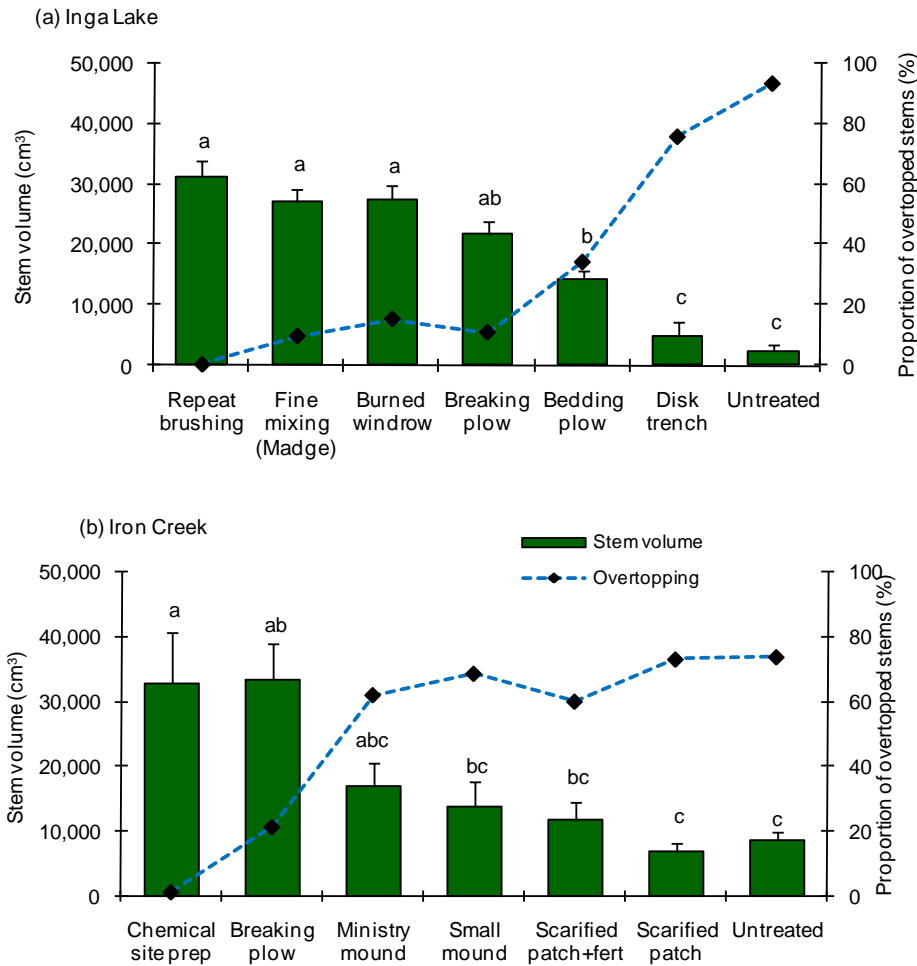 (a) Inga Lake
50,000
40,000
30,000
20,000
10,000
0
Stem volume (cm³)
100
80
60
40
20
0
Proportion of overtopped stems (%)
a
a
a
ab
b
c
c
Repeat brushing
Fine mixing (Madge)
Burned windrow
Breaking plow
Bedding plow
Disk trench
Untreated
(b) Iron Creek
Stem volume
Overtopping
50,000
40,000
30,000
20,000
10,000
0
Stem volume (cm³)
100
80
60
40
20
0
Proportion of overtopped stems (%)
a
ab
abc
bc
bc
c
c
Chemical site prep
Breaking plow
Ministry mound
Small mound
Scarified patch+fert
Scarified patch
Untreated